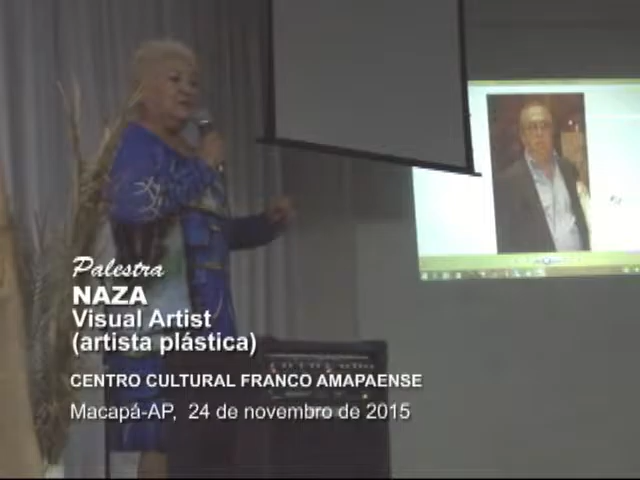 Palestra
NAZA
Visual Artist
(artista plástica)
CENTRO CULTURAL FRANCO AMAPAENSE
Macapá-AP, 24 de novembro de 2015